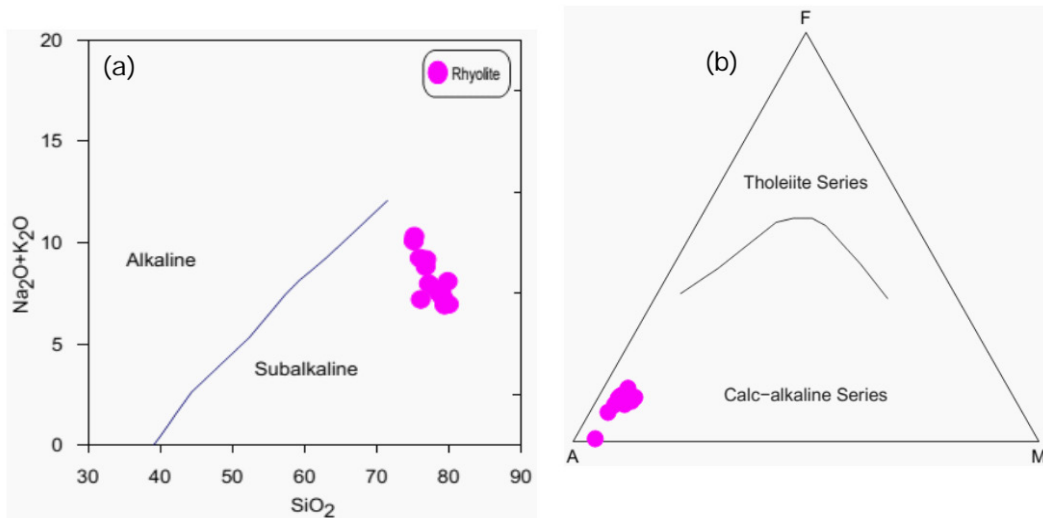 (a)
Rhyolite
20
15
10
5
0
Na₂O+K₂O
Alkaline
Subalkaline
30 40 50 60 70 80 90
SiO₂
(b)
F
Tholeiite Series
Calc-alkaline Series
A
M